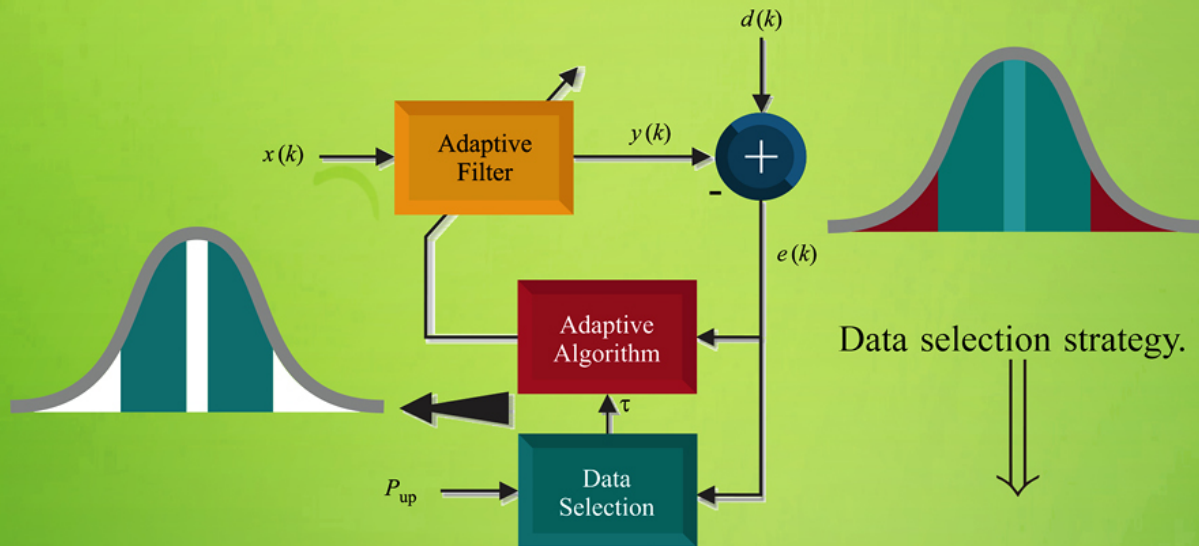 d(k)
x(k)
Adaptive
Filter
y(k)
+
-
e(k)
Adaptive
Algorithm
Data selection strategy.
τ
P_up
Data
Selection